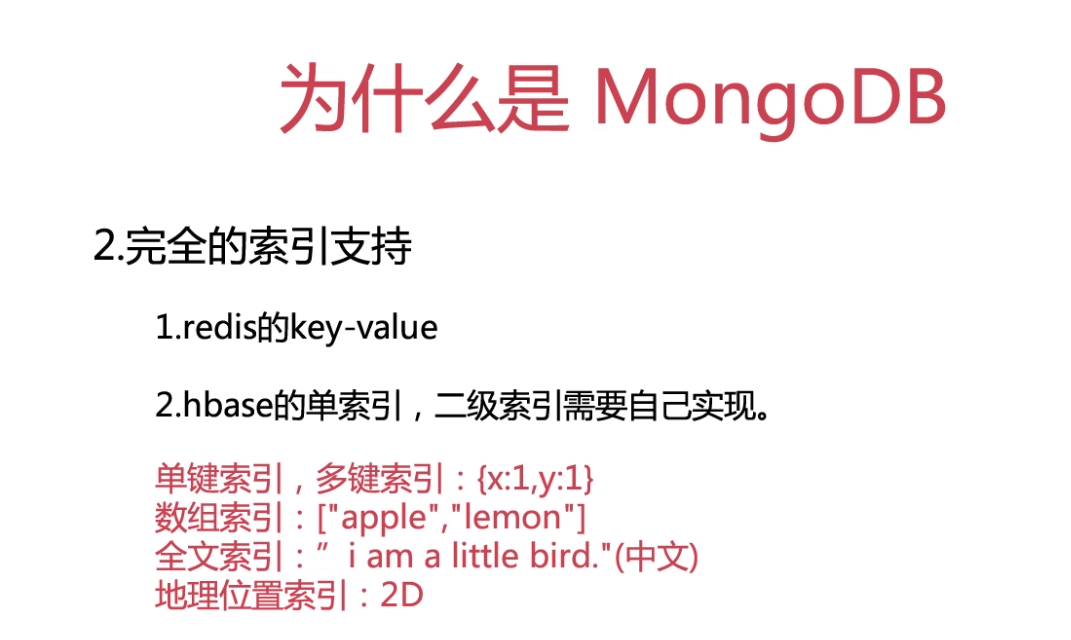 为什么是 MongoDB
2.完全的索引支持
1.redis的key-value
2.hbase的单索引，二级索引需要自己实现。
单键索引，多键索引：{x:1,y:1}
数组索引：["apple","lemon"]
全文索引：”i am a little bird."(中文)
地理位置索引：2D